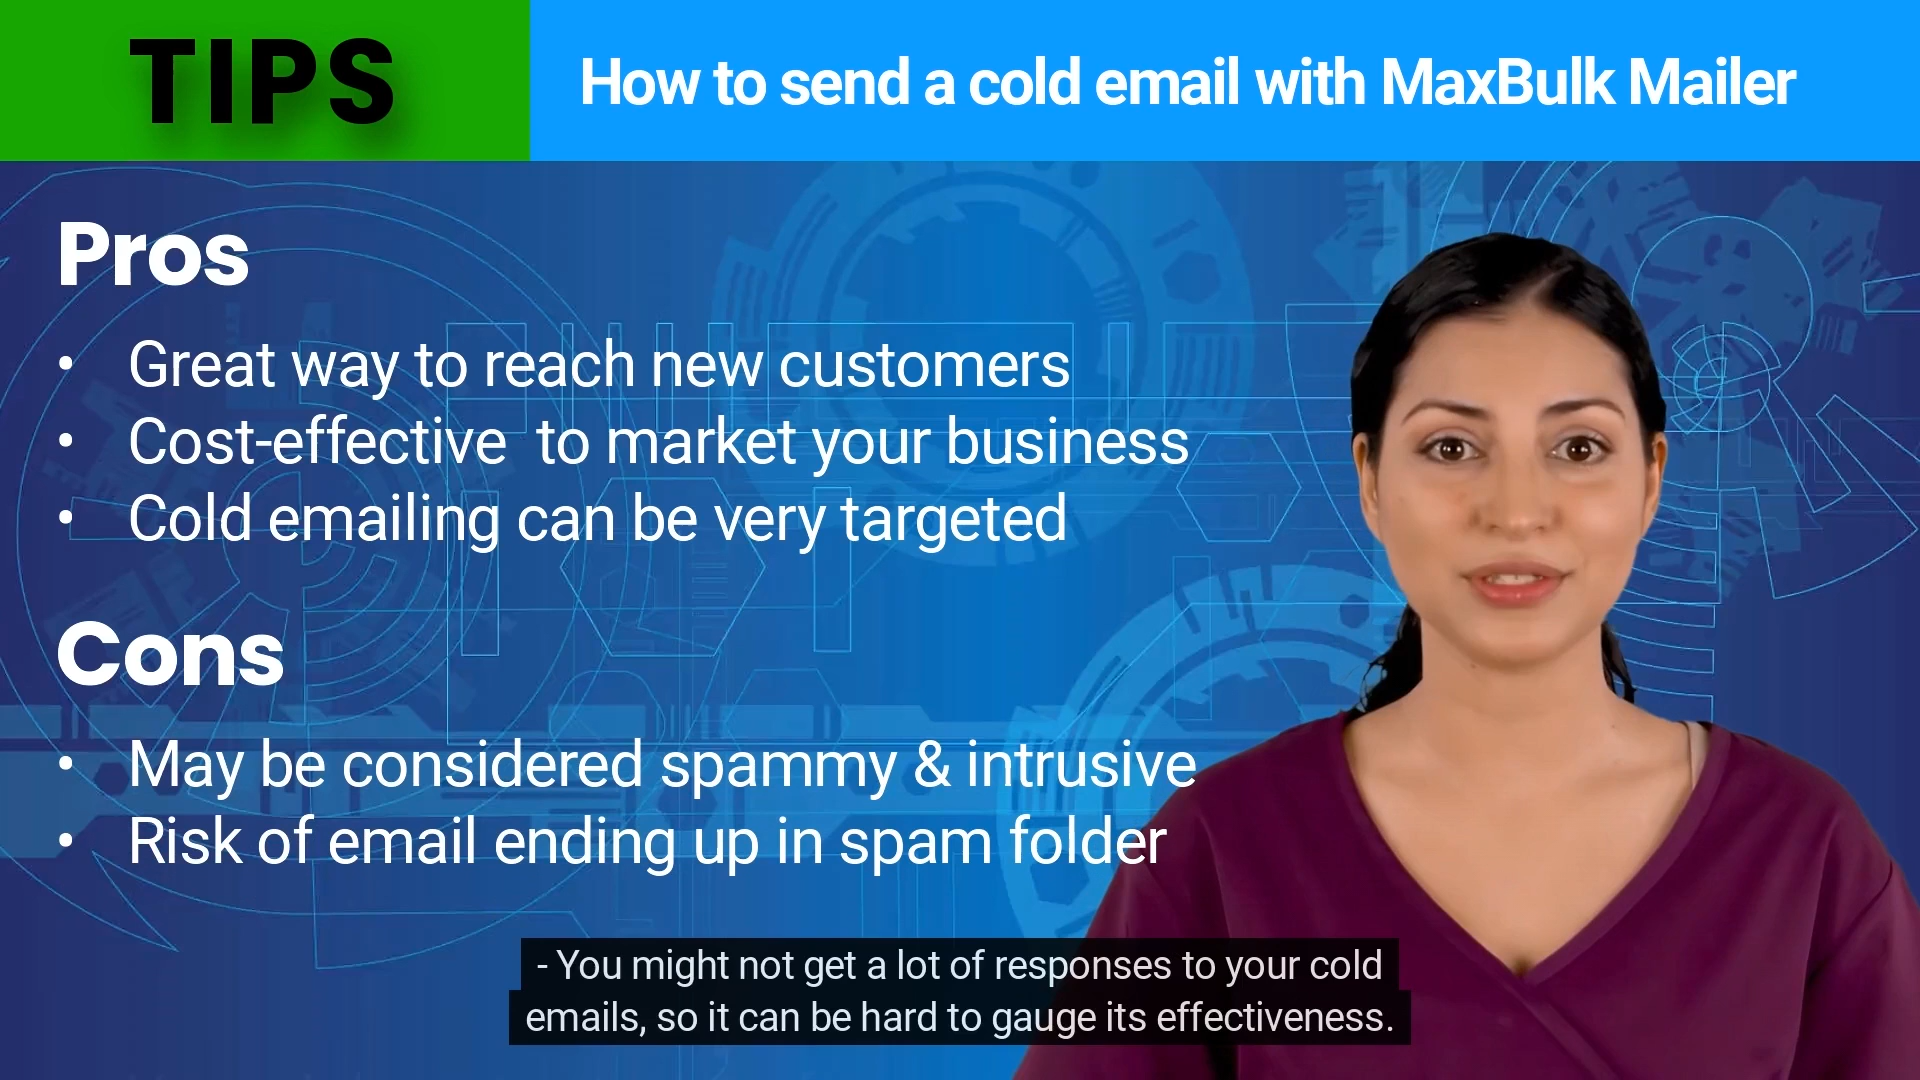 TIPS
How to send a cold email with MaxBulk Mailer
Pros
• Great way to reach new customers
• Cost-effective  to market your business
• Cold emailing can be very targeted
Cons
• May be considered spammy & intrusive
• Risk of email ending up in spam folder
- You might not get a lot of responses to your cold
emails, so it can be hard to gauge its effectiveness.